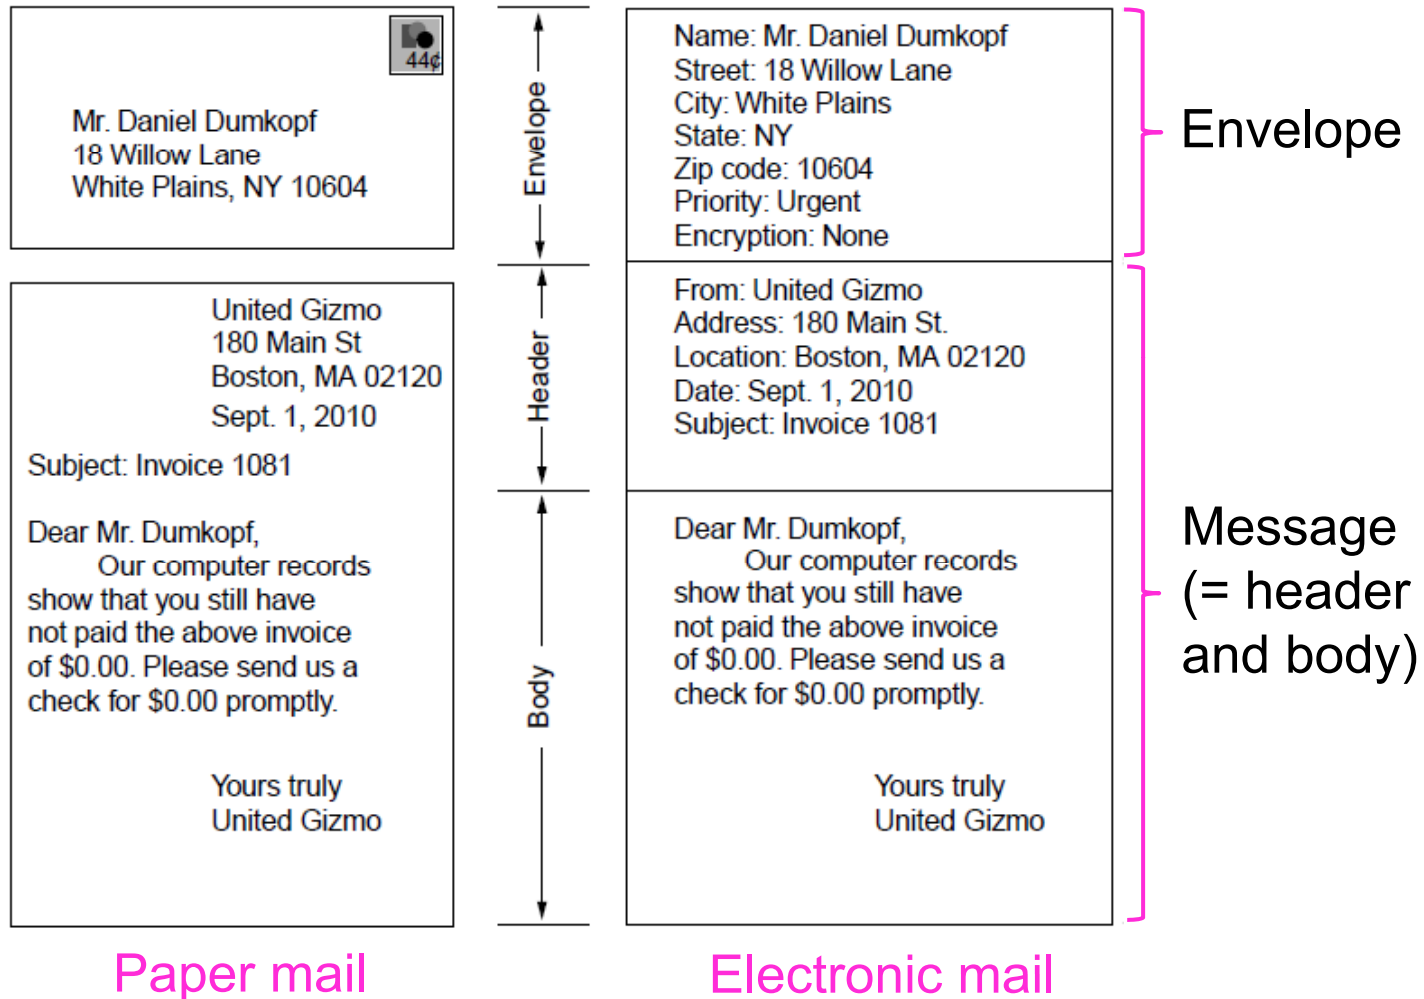 44¢
Mr. Daniel Dumkopf
18 Willow Lane
White Plains, NY 10604
United Gizmo
180 Main St
Boston, MA 02120
Sept. 1, 2010
Subject: Invoice 1081
Dear Mr. Dumkopf,
Our computer records
show that you still have
not paid the above invoice
of $0.00. Please send us a
check for $0.00 promptly.
Yours truly
United Gizmo
Paper mail
Envelope
Header
Body
Name: Mr. Daniel Dumkopf
Street: 18 Willow Lane
City: White Plains
State: NY
Zip code: 10604
Priority: Urgent
Encryption: None
From: United Gizmo
Address: 180 Main St.
Location: Boston, MA 02120
Date: Sept. 1, 2010
Subject: Invoice 1081
Dear Mr. Dumkopf,
Our computer records
show that you still have
not paid the above invoice
of $0.00. Please send us a
check for $0.00 promptly.
Yours truly
United Gizmo
Electronic mail
Envelope
Message
(= header
and body)